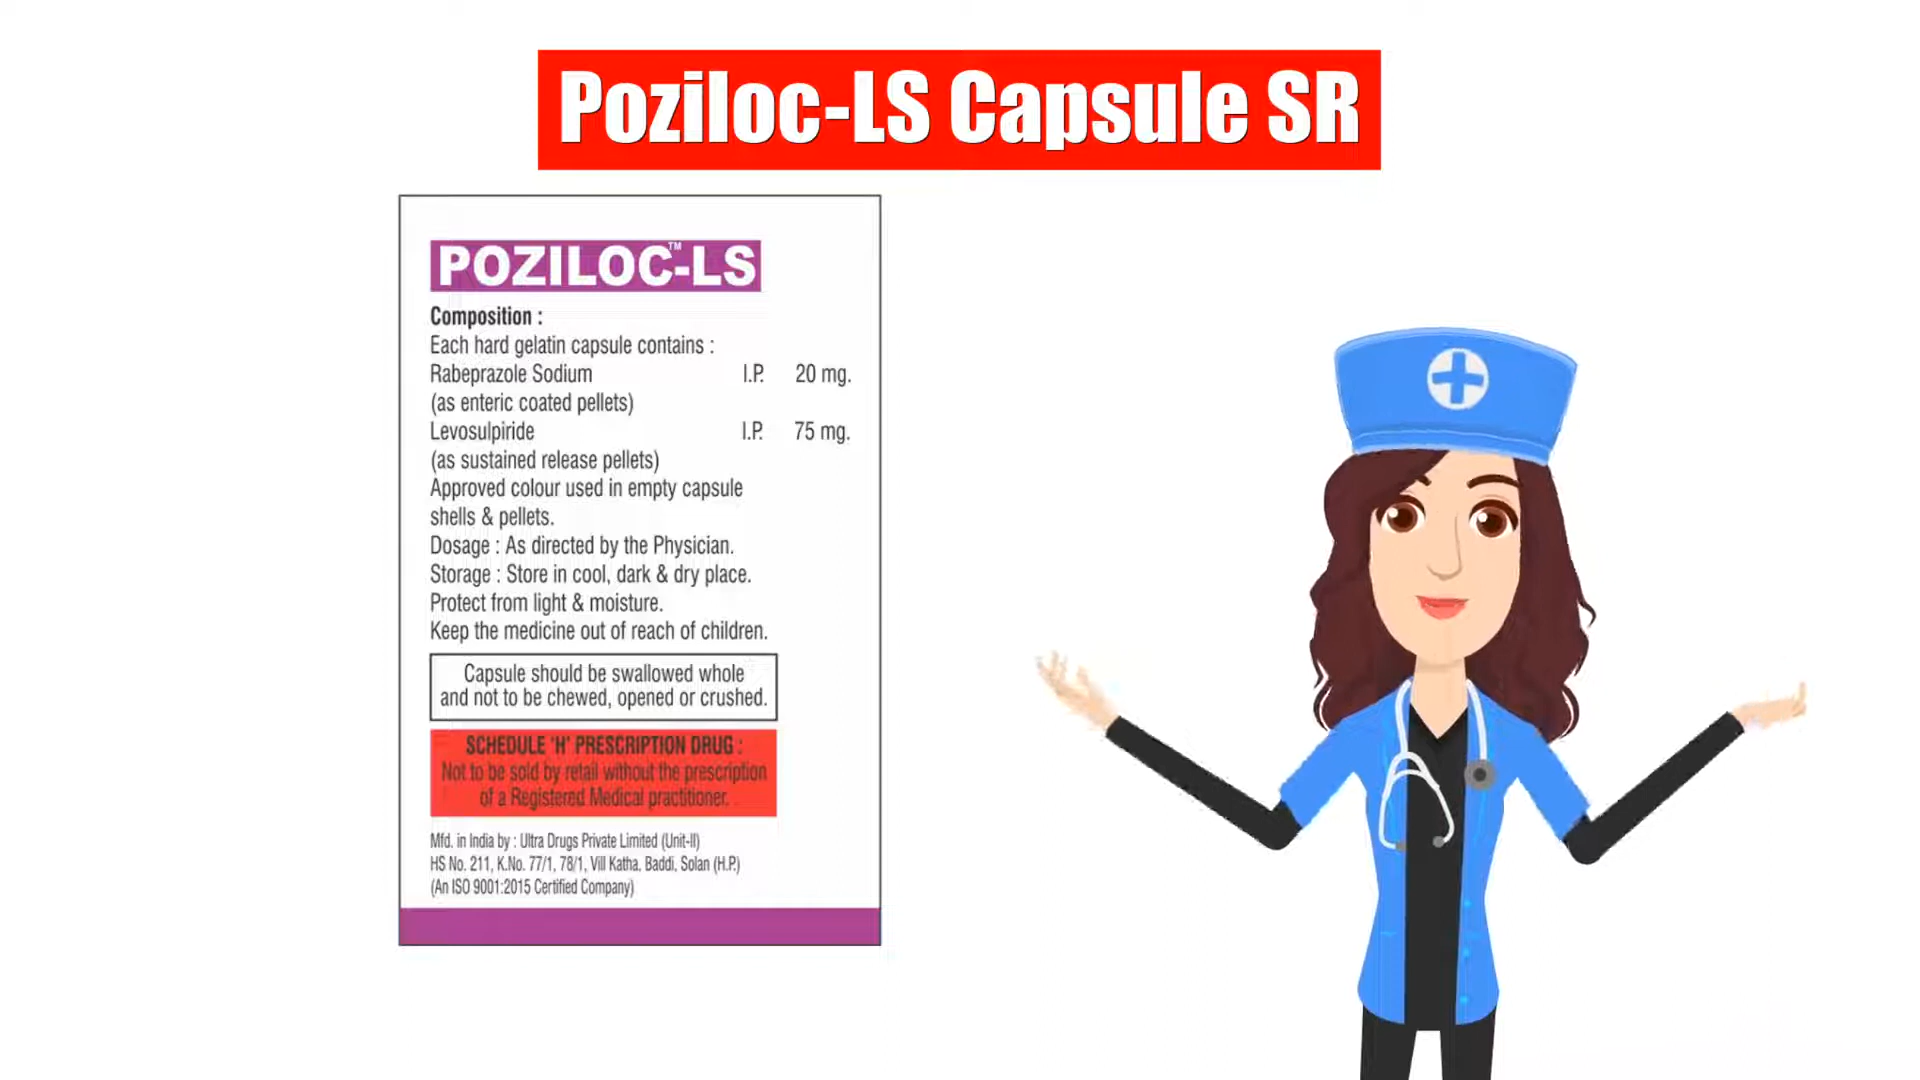 Poziloc-LS Capsule SR
POZILOC™-LS
Composition :
Each hard gelatin capsule contains :
Rabeprazole Sodium I.P. 20 mg.
(as enteric coated pellets)
Levosulpiride I.P. 75 mg.
(as sustained release pellets)
Approved colour used in empty capsule
shells & pellets.
Dosage : As directed by the Physician.
Storage : Store in cool, dark & dry place.
Protect from light & moisture.
Keep the medicine out of reach of children.
Capsule should be swallowed whole
and not to be chewed, opened or crushed.
SCHEDULE 'H' PRESCRIPTION DRUG :
Not to be sold by retail without the prescription
of a Registered Medical practitioner.
Mfd. in India by : Ultra Drugs Private Limited (Unit-II)
HS No. 211, K.No. 77/1, 78/1, Vill Katha, Baddi, Solan (H.P.)
(An ISO 9001:2015 Certified Company)